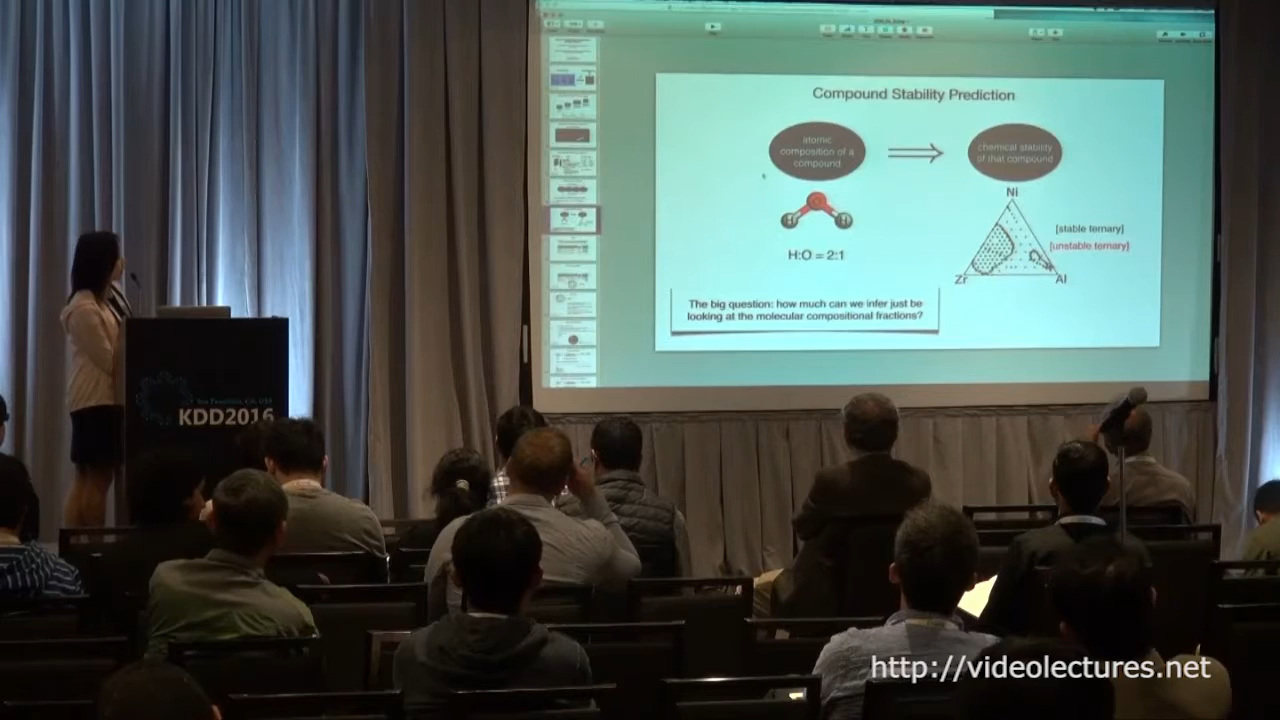 Compound Stability Prediction
atomic
composition of a
compound
chemical stability
of that compound
H
O
H
H:O = 2:1
Ni
[stable ternary]
[unstable ternary]
Zr
Al
The big question: how much can we infer just be
looking at the molecular compositional fractions?
KDD2016
http://videolectures.net